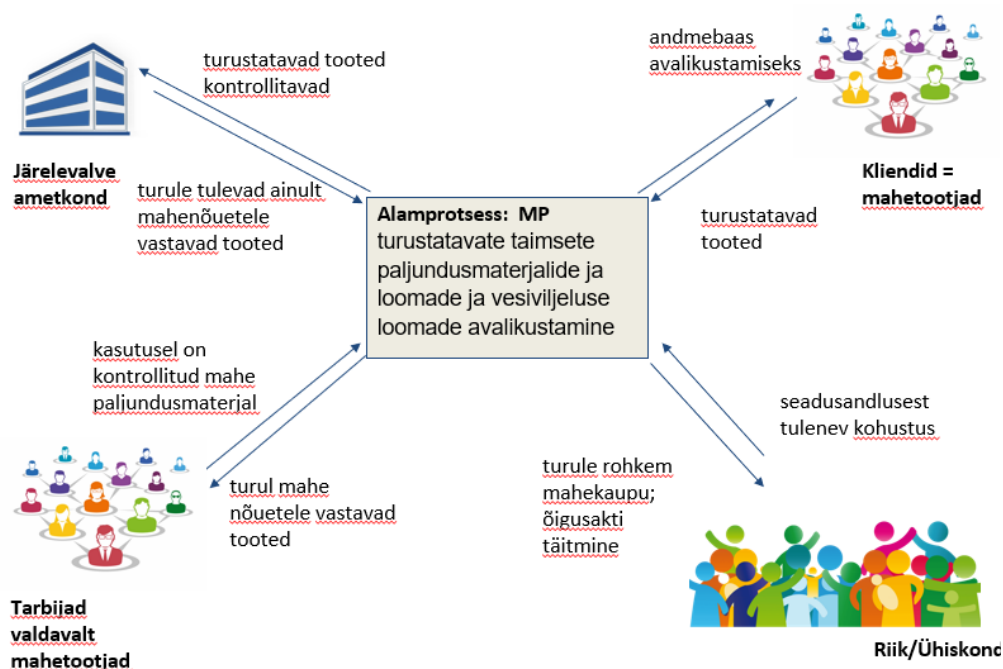 turustatavad tooted
kontrollitavad
andmebaas
avalikustamiseks
Järelevalve
ametkond
turule tulevad ainult
mahenõuetele
vastavad tooted
Kliendid =
mahetootjad
turustatavad
tooted
Alamprotsess: MP
turustatavate taimsete
paljundusmaterjalide ja
loomade ja vesiviljeluse
loomade avalikustamine
kasutusel on
kontrollitud mahe
paljundusmaterjal
seadusandlusest
tulenev kohustus
turul mahe
nõuetele vastavad
tooted
turule rohkem
mahekaupu;
õigusakti
täitmine
Tarbijad
valdavalt
mahetootjad
Riik/Ühiskond